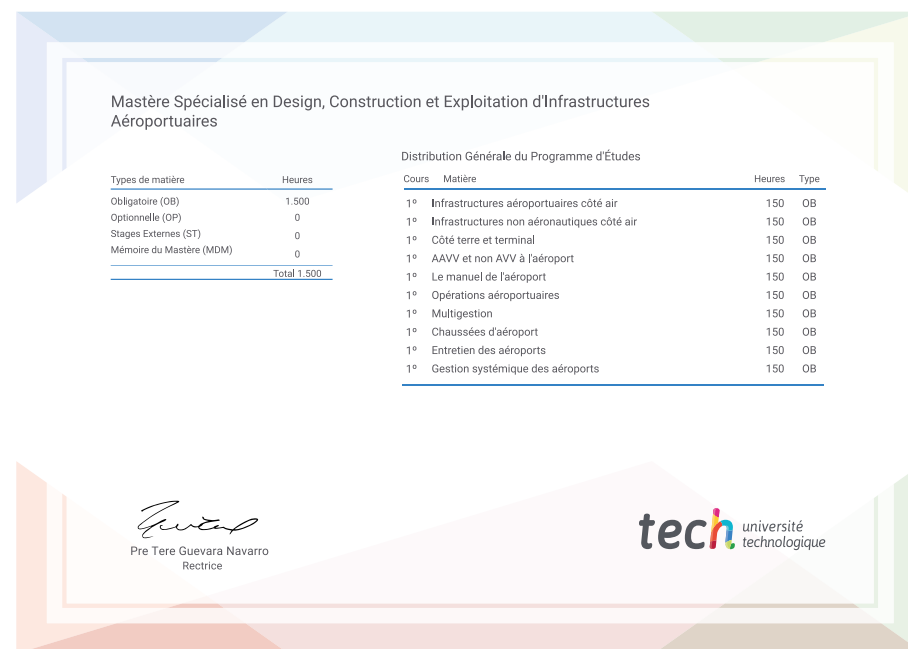 Mastère Spécialisé en Design, Construction et Exploitation d'Infrastructures
Aéroportuaires
Types de matière Heures
Obligatoire (OB) 1.500
Optionnelle (OP) 0
Stages Externes (ST) 0
Mémoire du Mastère (MDM) 0
Total 1.500
Distribution Générale du Programme d'Études
Cours Matière Heures Type
1º Infrastructures aéroportuaires côté air 150 OB
1º Infrastructures non aéronautiques côté air 150 OB
1º Côté terre et terminal 150 OB
1º AAVV et non AVV à l'aéroport 150 OB
1º Le manuel de l'aéroport 150 OB
1º Opérations aéroportuaires 150 OB
1º Multigestion 150 OB
1º Chaussées d'aéroport 150 OB
1º Entretien des aéroports 150 OB
1º Gestion systémique des aéroports 150 OB
Pre Tere Guevara Navarro
Rectrice
tech université
technologique